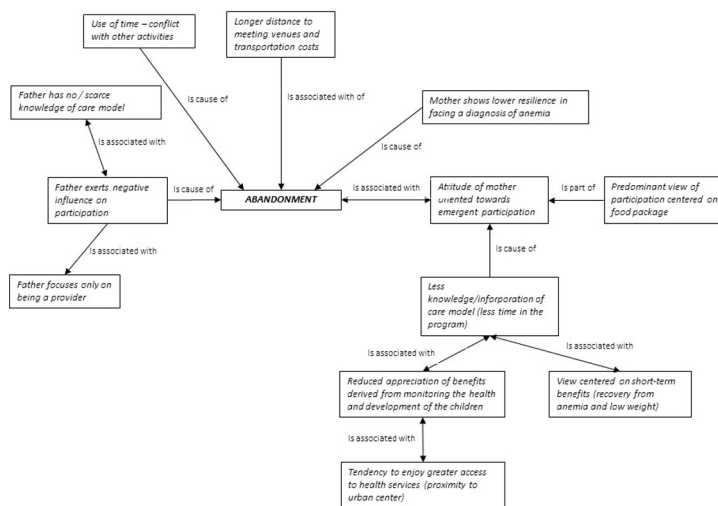 Use of time – conflict
with other activities
Longer distance to
meeting venues and
transportation costs
Is cause of
Is associated with of
Father has no / scarce
knowledge of care model
Mother shows lower resilience in
facing a diagnosis of anemia
Is associated with
Is cause of
Father exerts negative
influence on
participation
Is cause of
ABANDONMENT
Is associated with
Attitude of mother
oriented towards
emergent participation
Is part of
Predominant view of
participation centered on
food package
Is associated with
Is cause of
Father focuses only on
being a provider
Less
knowledge/inforporation of
care model (less time in the
program)
Is associated with
Is associated with
Reduced appreciation of benefits
derived from monitoring the health
and development of the children
View centered on short-term
benefits (recovery from
anemia and low weight)
Is associated with
Tendency to enjoy greater access
to health services (proximity to
urban center)